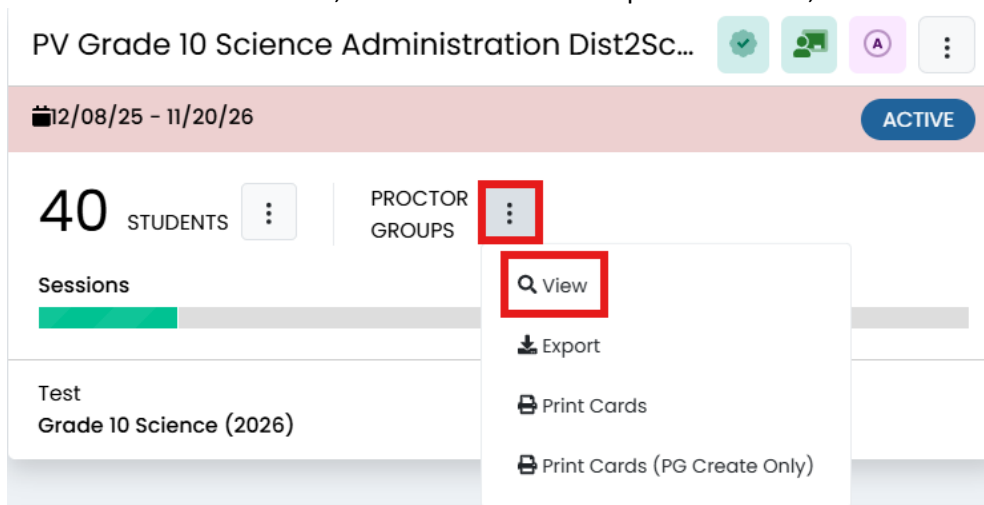 PV Grade 10 Science Administration Dist2Sc...
A
12/08/25 - 11/20/26
ACTIVE
40 STUDENTS
PROCTOR
GROUPS
View
Sessions
Export
Test
Grade 10 Science (2026)
Print Cards
Print Cards (PG Create Only)